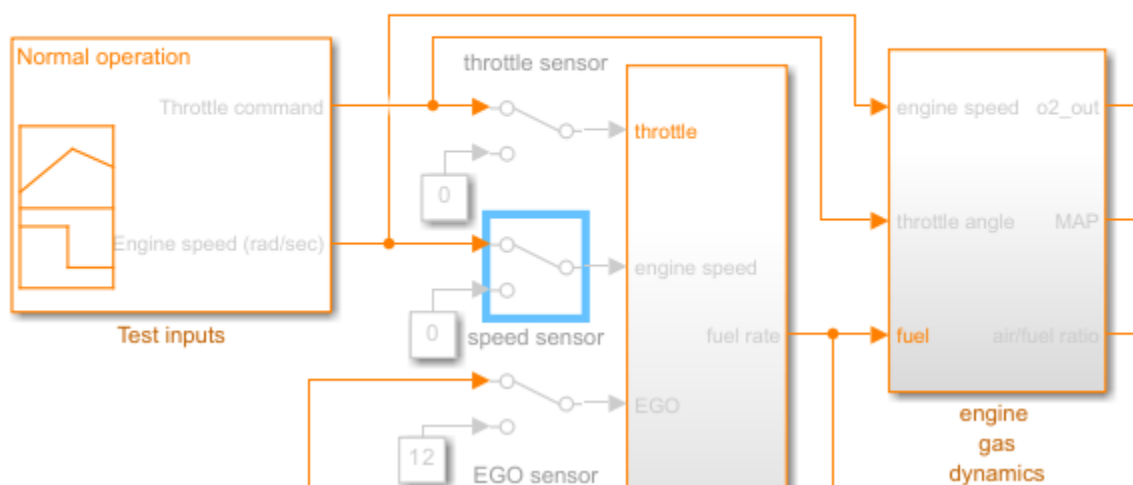 Normal operation
Throttle command
Engine speed (rad/sec)
Test inputs
throttle sensor
0
0
speed sensor
12
EGO sensor
throttle
engine speed
fuel rate
EGO
engine speed
o2_out
throttle angle
MAP
fuel
air/fuel ratio
engine
gas
dynamics